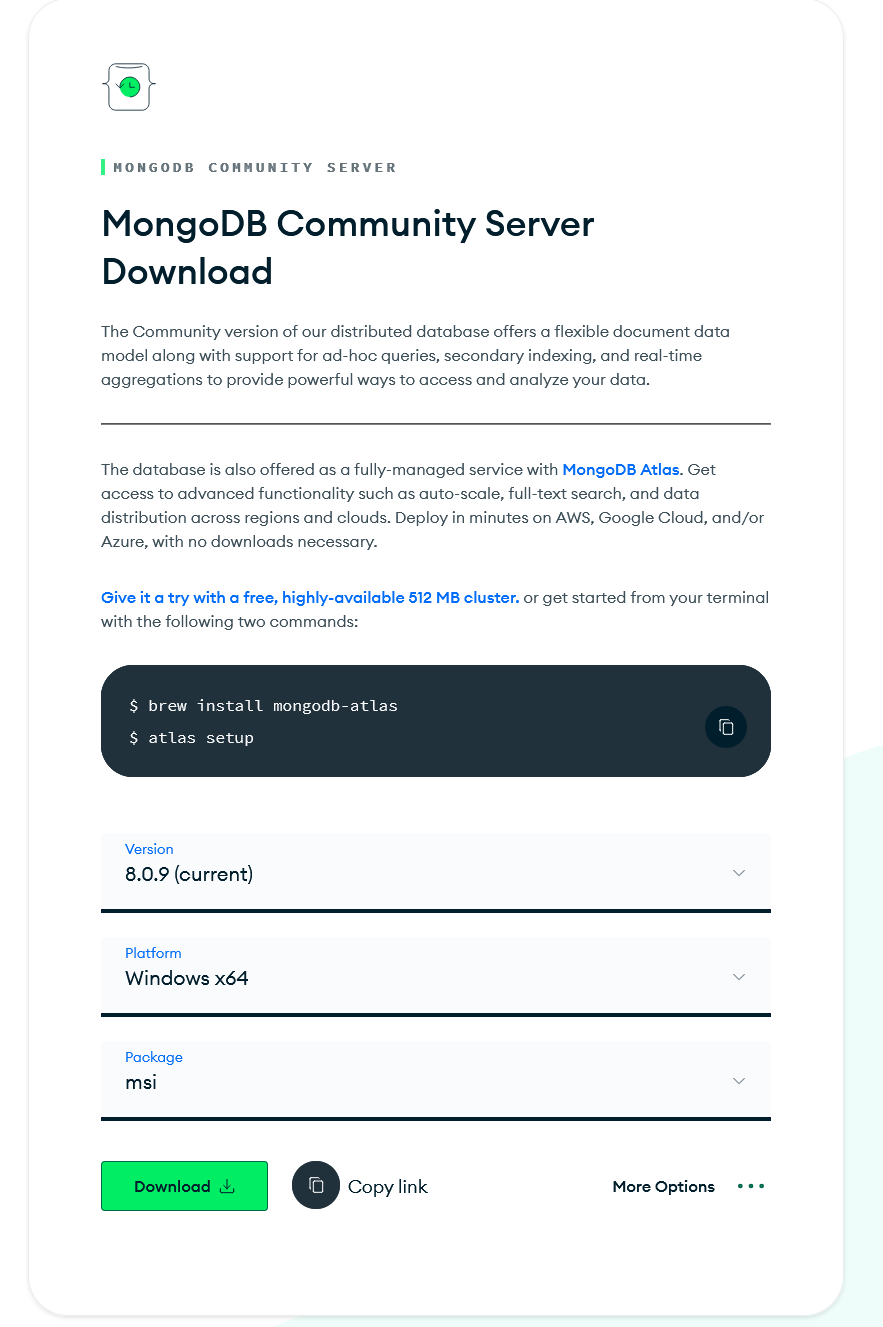 MONGODB COMMUNITY SERVER
MongoDB Community Server
Download
The Community version of our distributed database offers a flexible document data
model along with support for ad-hoc queries, secondary indexing, and real-time
aggregations to provide powerful ways to access and analyze your data.
The database is also offered as a fully-managed service with MongoDB Atlas. Get
access to advanced functionality such as auto-scale, full-text search, and data
distribution across regions and clouds. Deploy in minutes on AWS, Google Cloud, and/or
Azure, with no downloads necessary.
Give it a try with a free, highly-available 512 MB cluster. or get started from your terminal
with the following two commands:
$ brew install mongodb-atlas
$ atlas setup
Version
8.0.9 (current)
Platform
Windows x64
Package
msi
Download Copy link More Options